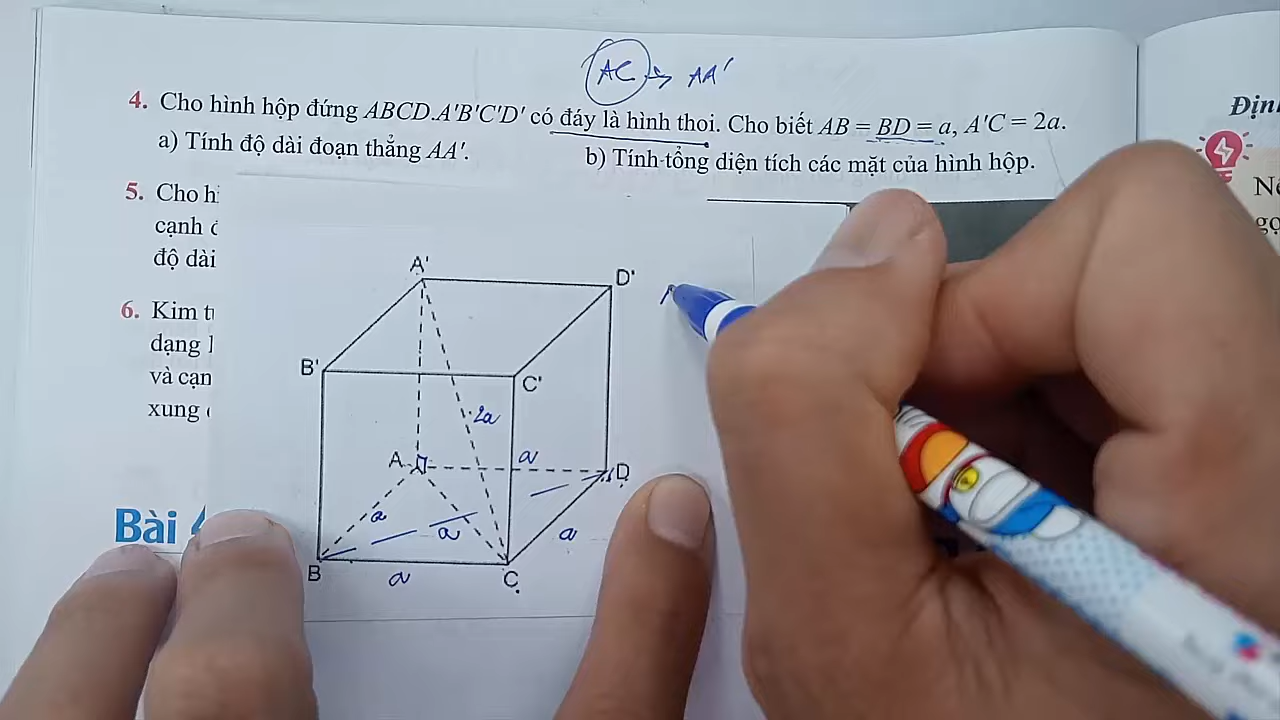 AC → AA'
4. Cho hình hộp đứng ABCD.A'B'C'D' có đáy là hình thoi. Cho biết AB = BD = a, A'C = 2a.
a) Tính độ dài đoạn thẳng AA'.
b) Tính tổng diện tích các mặt của hình hộp.
5. Cho
cạnh
độ dài
6. Kim
dạng
và cạn
xung
Bài
A'
D'
B'
C'
2a
A
a
D
a
a
a
B
a
C